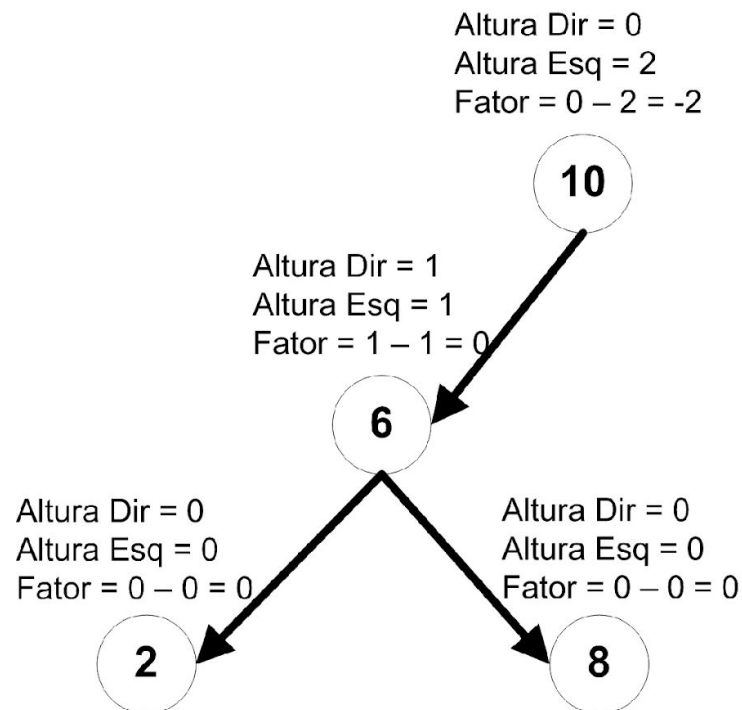 Altura Dir = 0
Altura Esq = 2
Fator = 0 – 2 = -2
10
Altura Dir = 1
Altura Esq = 1
Fator = 1 – 1 = 0
6
Altura Dir = 0
Altura Esq = 0
Fator = 0 – 0 = 0
2
Altura Dir = 0
Altura Esq = 0
Fator = 0 – 0 = 0
8